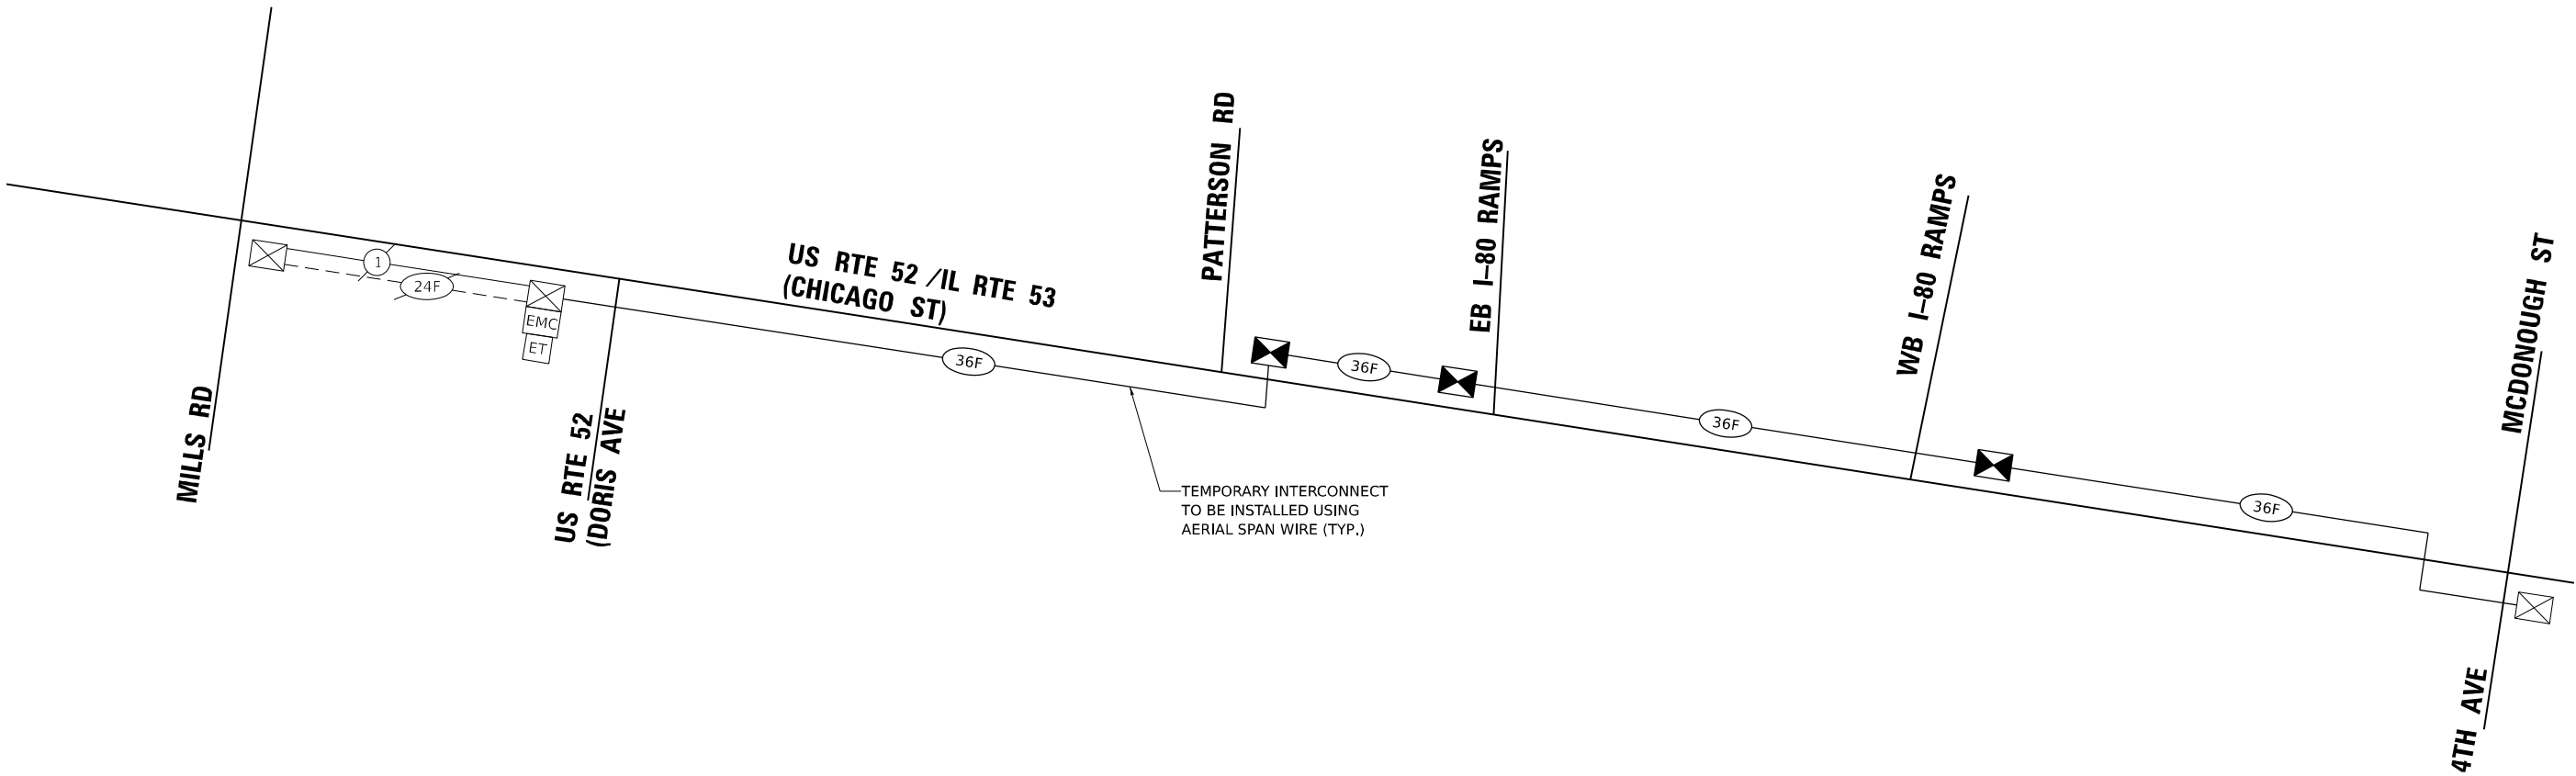 MILLS RD
1
24F
EMC
ET
US RTE 52
(DORIS AVE
US RTE 52 /IL RTE 53
(CHICAGO ST)
36F
TEMPORARY INTERCONNECT
TO BE INSTALLED USING
AERIAL SPAN WIRE (TYP.)
PATTERSON RD
36F
EB I-80 RAMPS
36F
WB I-80 RAMPS
36F
MCDONOUGH ST
4TH AVE